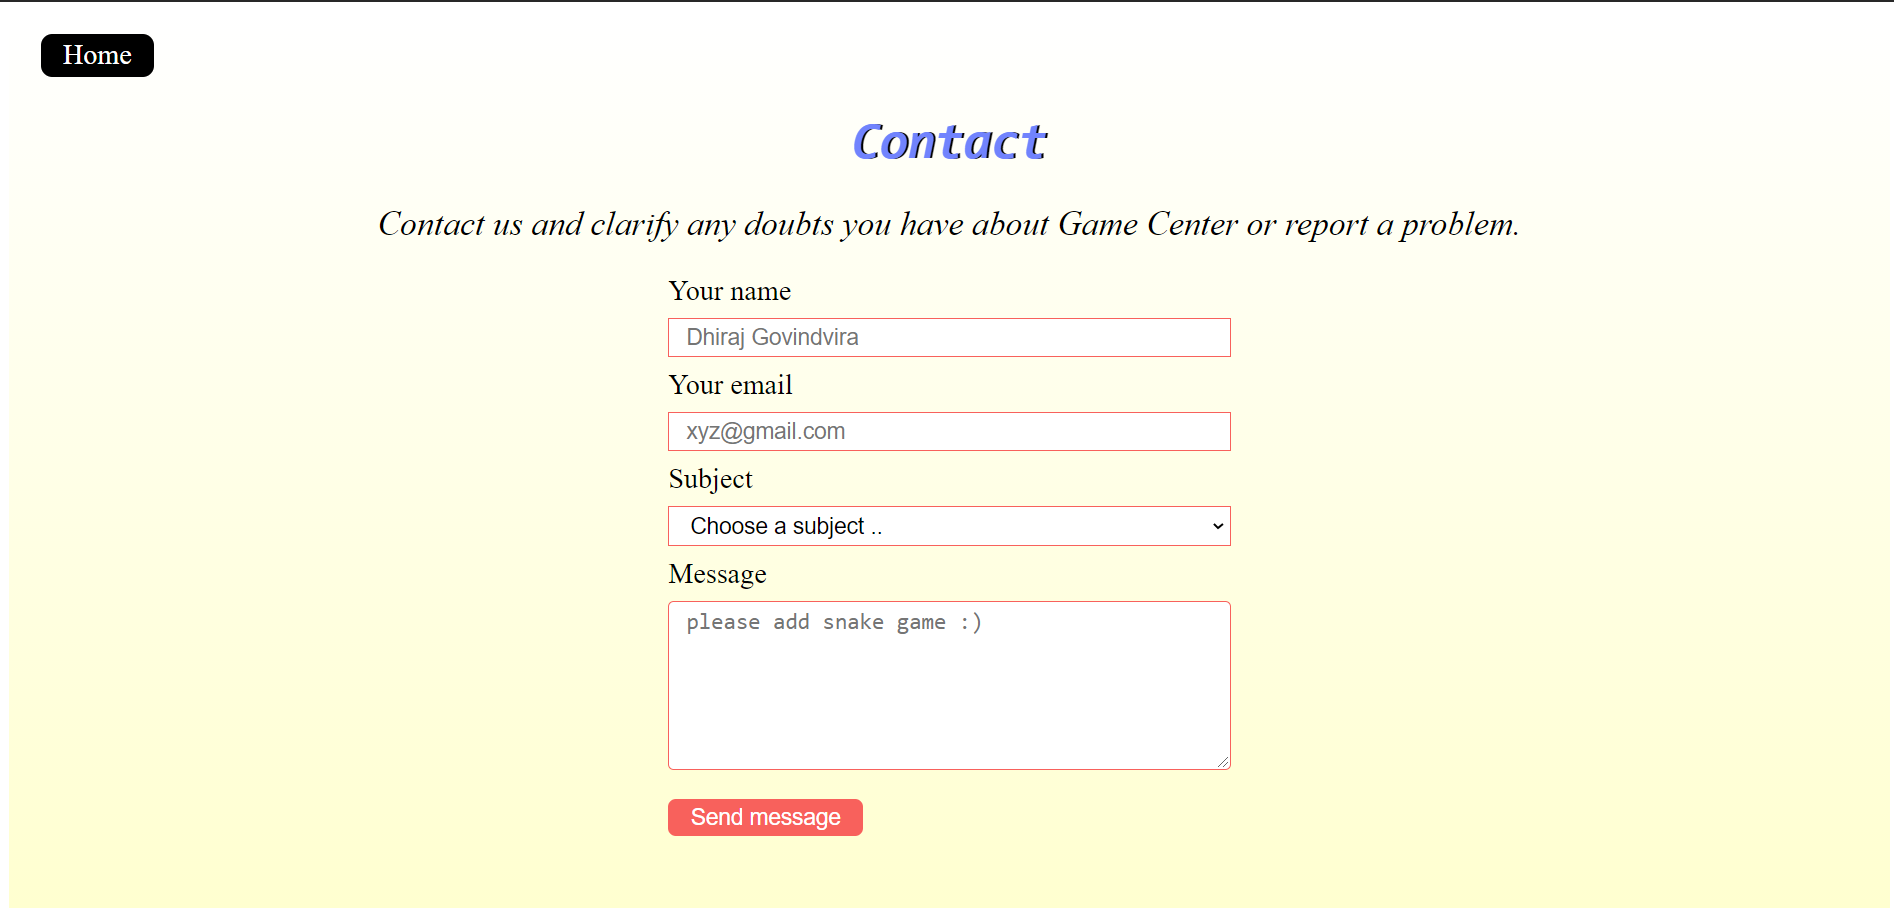 Home
Contact
Contact us and clarify any doubts you have about Game Center or report a problem.
Your name
Dhiraj Govindvira
Your email
xyz@gmail.com
Subject
Choose a subject ..
Message
please add snake game :)
Send message